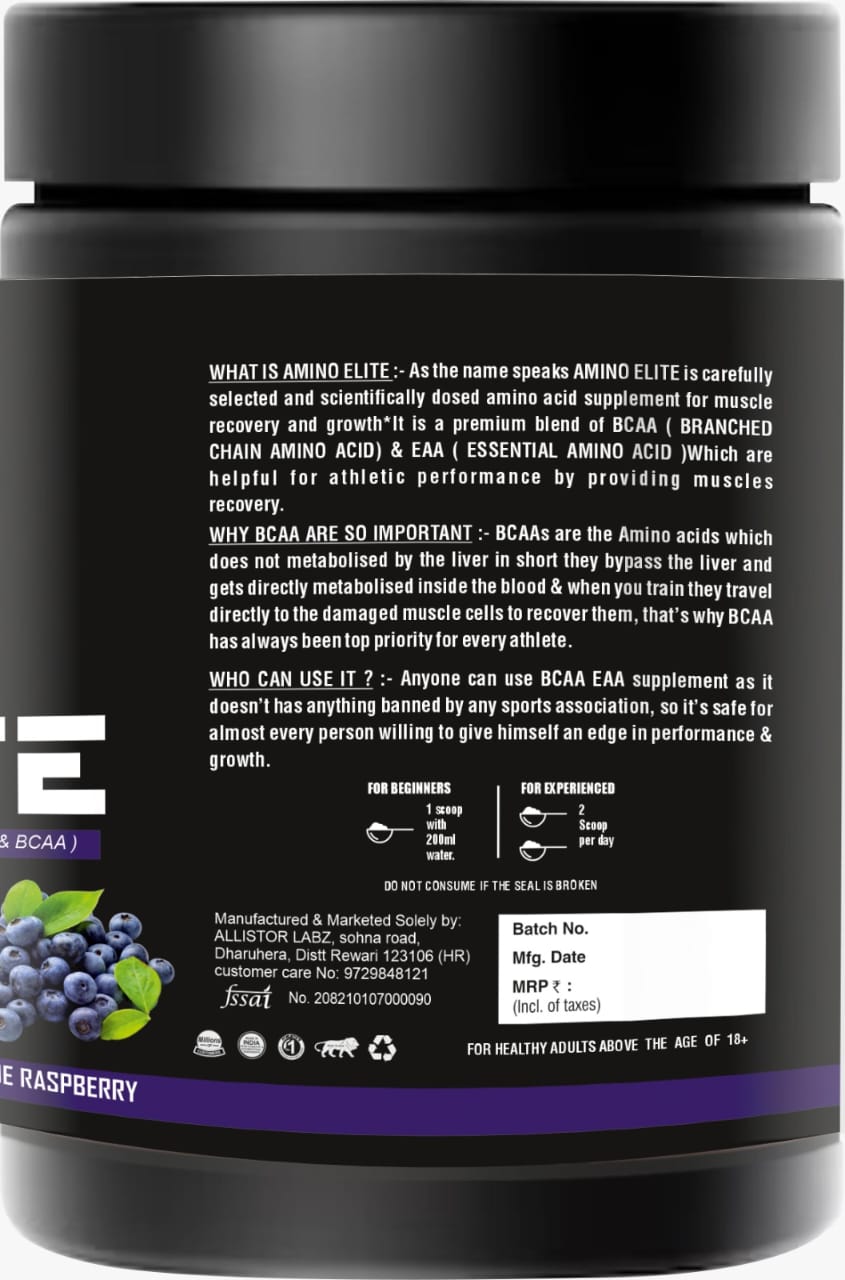 WHAT IS AMINO ELITE :- As the name speaks AMINO ELITE is carefully
selected and scientifically dosed amino acid supplement for muscle
recovery and growth*It is a premium blend of BCAA ( BRANCHED
CHAIN AMINO ACID) & EAA ( ESSENTIAL AMINO ACID )Which are
helpful for athletic performance by providing muscles
recovery.
WHY BCAA ARE SO IMPORTANT :- BCAAs are the Amino acids which
does not metabolised by the liver in short they bypass the liver and
gets directly metabolised inside the blood & when you train they travel
directly to the damaged muscle cells to recover them, that's why BCAA
has always been top priority for every athlete.
WHO CAN USE IT ? :- Anyone can use BCAA EAA supplement as it
doesn't has anything banned by any sports association, so it's safe for
almost every person willing to give himself an edge in performance &
growth.
TE
& BCAA )
FOR BEGINNERS
1 scoop
with
200ml
water.
FOR EXPERIENCED
2
Scoop
per day
DO NOT CONSUME IF THE SEAL IS BROKEN
Manufactured & Marketed Solely by:
ALLISTOR LABZ, sohna road,
Dharuhera, Distt Rewari 123106 (HR)
customer care No: 9729848121
fssai No. 208210107000090
Batch No.
Mfg. Date
MRP ₹ :
(Incl. of taxes)
Millions
INDIA
1
FOR HEALTHY ADULTS ABOVE THE AGE OF 18+
E RASPBERRY